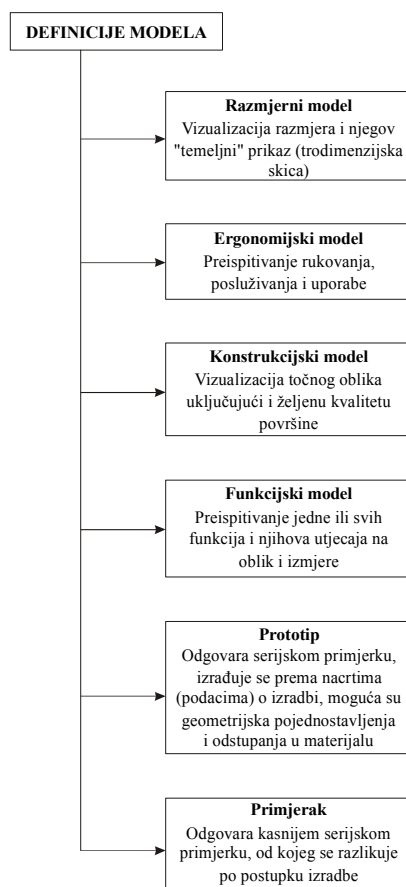 DEFINICIJE MODELA
Razmjerni model
Vizualizacija razmjera i njegov
"temeljni" prikaz (trodimenzijska
skica)
Ergonomijski model
Preispitivanje rukovanja,
posluživanja i uporabe
Konstrukcijski model
Vizualizacija točnog oblika
uključujući i željenu kvalitetu
površine
Funkcijski model
Preispitivanje jedne ili svih
funkcija i njihova utjecaja na
oblik i izmjere
Prototip
Odgovara serijskom primjerku,
izrađuje se prema nacrtima
(podacima) o izradbi, moguća su
geometrijska pojednostavljenja
i odstupanja u materijalu
Primjerak
Odgovara kasnijem serijskom
primjerku, od kojeg se razlikuje
po postupku izradbe